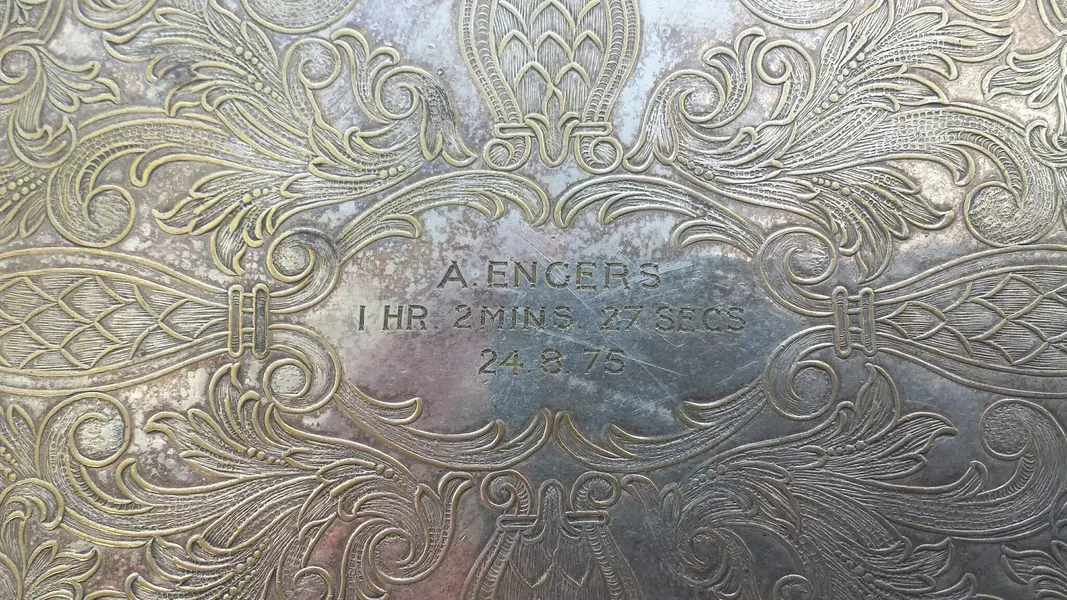 A. ENGERS
1 HR. 2 MINS. 27 SECS
24.8.75